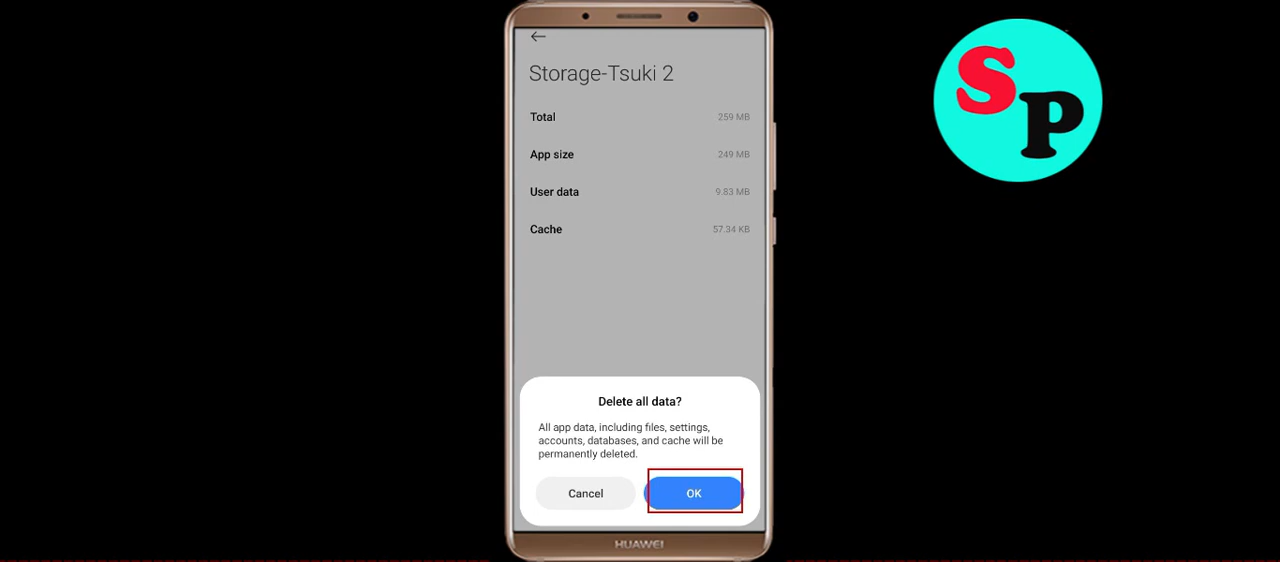 Storage-Tsuki 2
Total 259 MB
App size 249 MB
User data 9.83 MB
Cache 57.34 KB
Delete all data?
All app data, including files, settings,
accounts, databases, and cache will be
permanently deleted.
Cancel OK
HUAWEI
SP